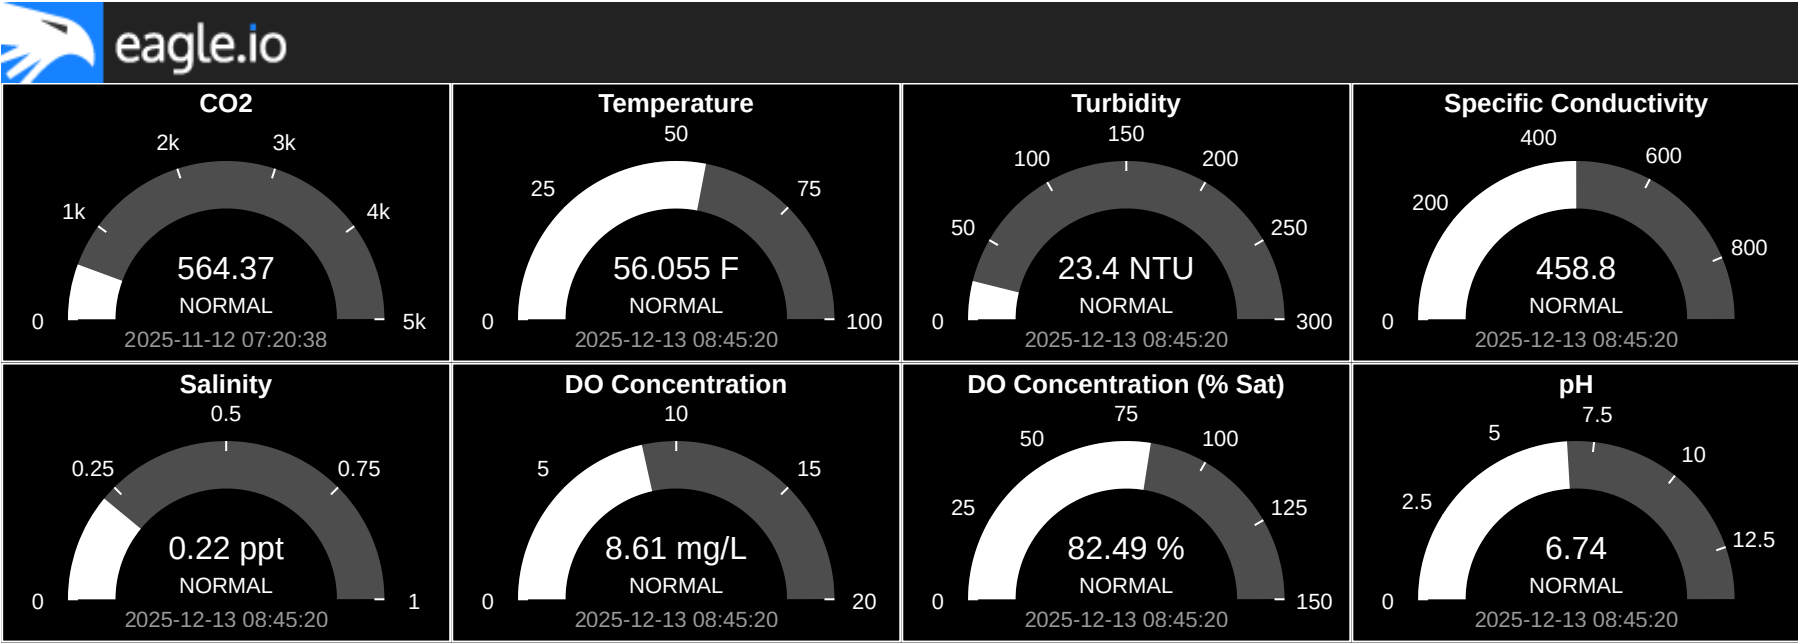 eagle.io
CO2
0
1k
2k
3k
4k
5k
564.37
NORMAL
2025-11-12 07:20:38
Temperature
0
25
50
75
100
56.055 F
NORMAL
2025-12-13 08:45:20
Turbidity
0
50
100
150
200
250
300
23.4 NTU
NORMAL
2025-12-13 08:45:20
Specific Conductivity
0
200
400
600
800
458.8
NORMAL
2025-12-13 08:45:20
Salinity
0
0.25
0.5
0.75
1
0.22 ppt
NORMAL
2025-12-13 08:45:20
DO Concentration
0
5
10
15
20
8.61 mg/L
NORMAL
2025-12-13 08:45:20
DO Concentration (% Sat)
0
25
50
75
100
125
150
82.49 %
NORMAL
2025-12-13 08:45:20
pH
0
2.5
5
7.5
10
12.5
6.74
NORMAL
2025-12-13 08:45:20